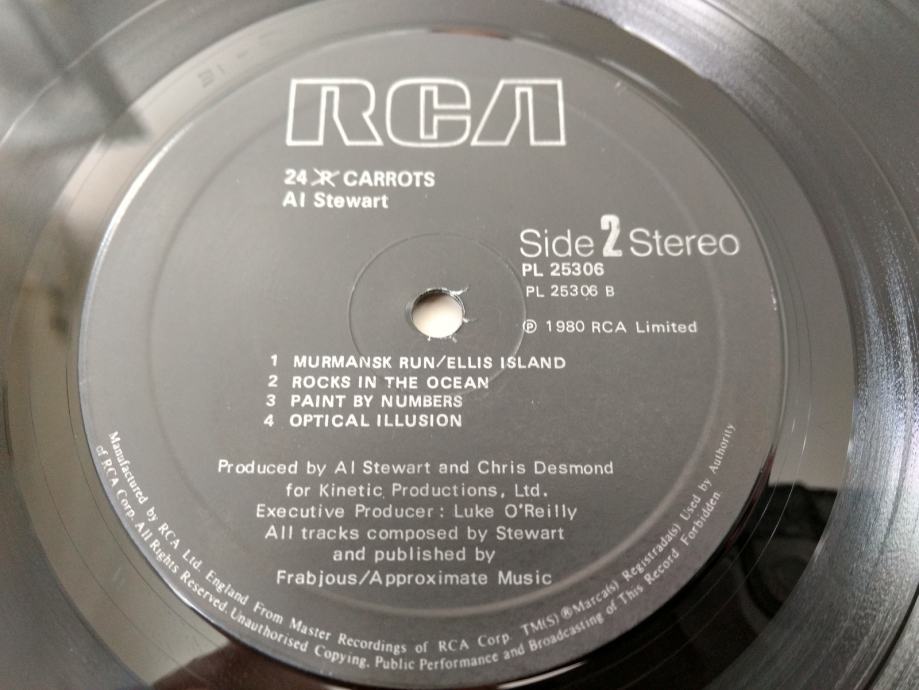 RCA
24 R CARROTS
Al Stewart
Side 2 Stereo
PL 25306
PL 25306 B
℗ 1980 RCA Limited
1 MURMANSK RUN/ELLIS ISLAND
2 ROCKS IN THE OCEAN
3 PAINT BY NUMBERS
4 OPTICAL ILLUSION
Produced by Al Stewart and Chris Desmond
for Kinetic Productions, Ltd.
Executive Producer: Luke O'Reilly
All tracks composed by Stewart
and published by
Frabjous/Approximate Music
Manufactured by RCA Ltd. England From Master Recordings of RCA Corp TM(S) ® Marca(s) Registrada(s) Used by Authority
of RCA Corp. All Rights Reserved. Unauthorised Copying, Public Performance and Broadcasting of This Record Forbidden.